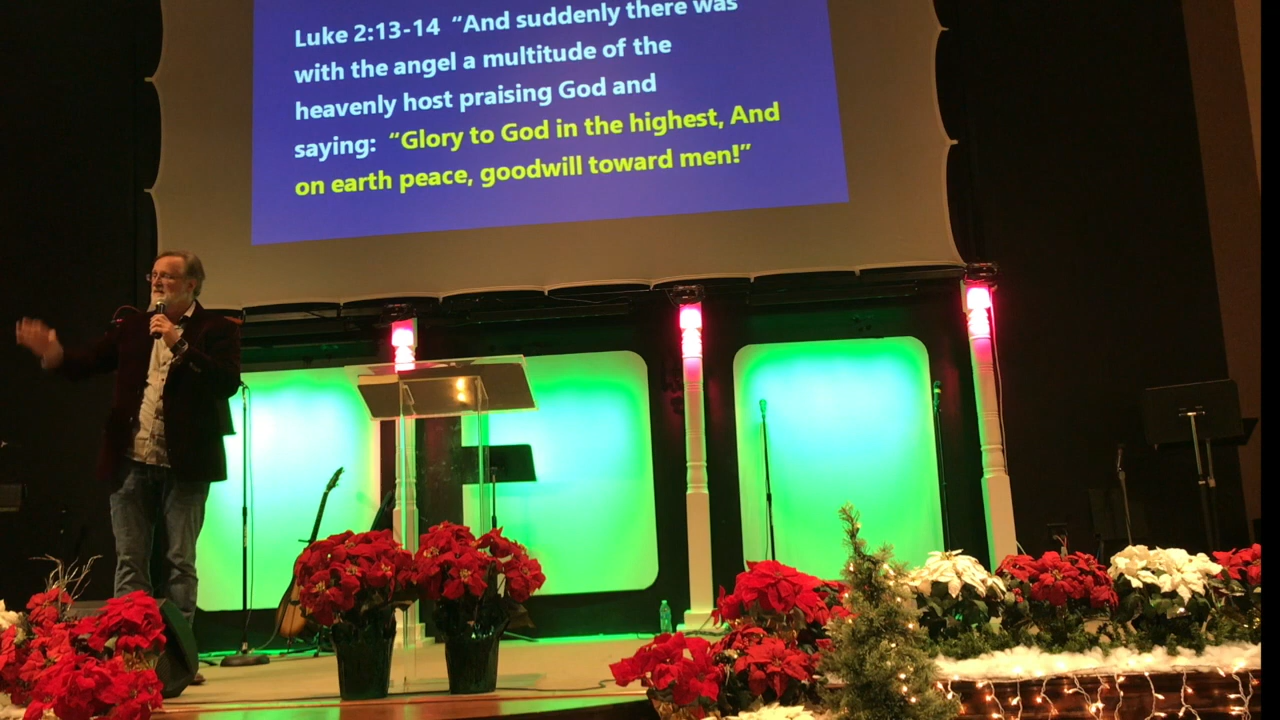 Luke 2:13-14 “And suddenly there was
with the angel a multitude of the
heavenly host praising God and
saying: “Glory to God in the highest, And
on earth peace, goodwill toward men!”